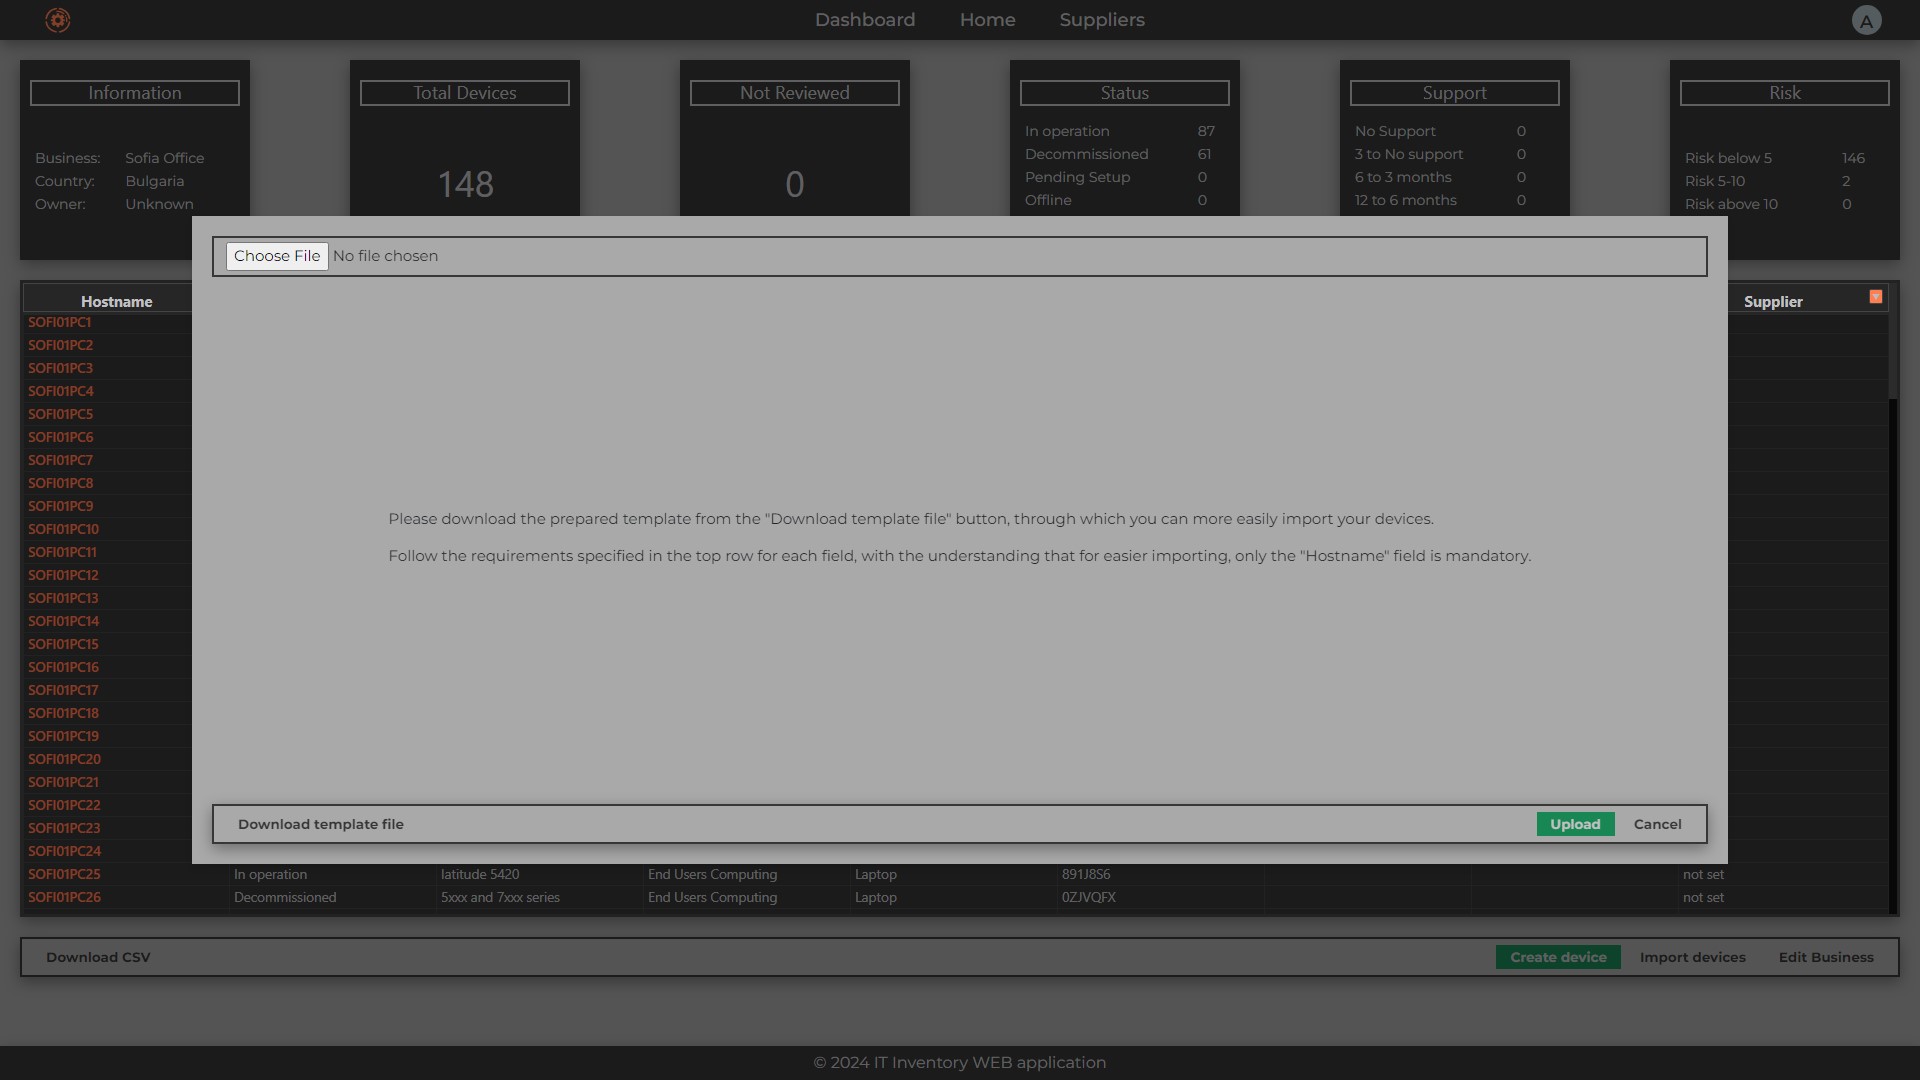 Dashboard Home Suppliers A
Information
Business: Sofia Office
Country: Bulgaria
Owner: Unknown
Total Devices
148
Not Reviewed
0
Status
In operation 87
Decommissioned 61
Pending Setup 0
Offline 0
Support
No Support 0
3 to No support 0
6 to 3 months 0
12 to 6 months 0
Risk
Risk below 5 146
Risk 5-10 2
Risk above 10 0
Choose File No file chosen
Please download the prepared template from the "Download template file" button, through which you can more easily import your devices.
Follow the requirements specified in the top row for each field, with the understanding that for easier importing, only the "Hostname" field is mandatory.
Download template file Upload Cancel
Hostname Supplier
SOFI01PC1
SOFI01PC2
SOFI01PC3
SOFI01PC4
SOFI01PC5
SOFI01PC6
SOFI01PC7
SOFI01PC8
SOFI01PC9
SOFI01PC10
SOFI01PC11
SOFI01PC12
SOFI01PC13
SOFI01PC14
SOFI01PC15
SOFI01PC16
SOFI01PC17
SOFI01PC18
SOFI01PC19
SOFI01PC20
SOFI01PC21
SOFI01PC22
SOFI01PC23
SOFI01PC24
SOFI01PC25 In operation latitude 5420 End Users Computing Laptop 891J8S6 not set
SOFI01PC26 Decommissioned 5xxx and 7xxx series End Users Computing Laptop 0ZJVQFX not set
Download CSV Create device Import devices Edit Business
© 2024 IT Inventory WEB application